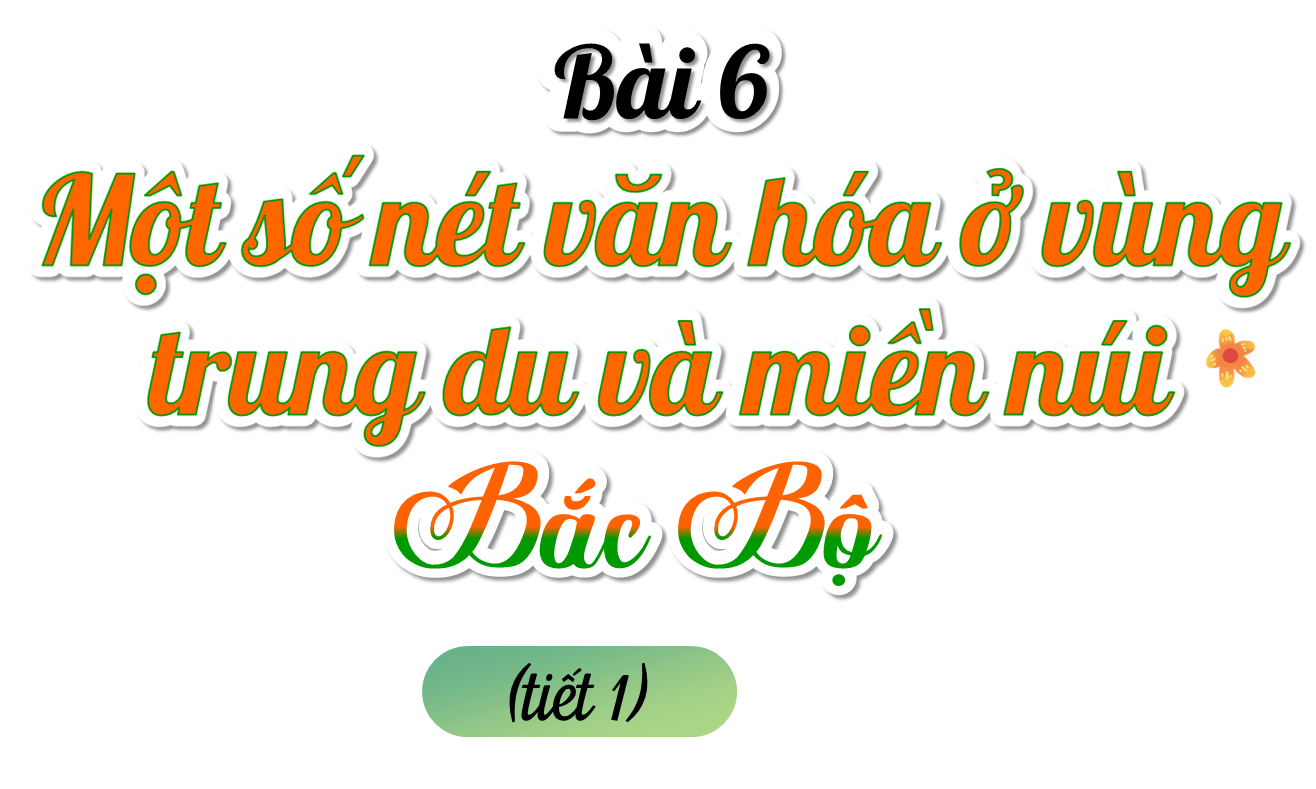 Bài 6
Một số nét văn hóa ở vùng
trung du và miền núi
Bắc Bộ
(tiết 1)